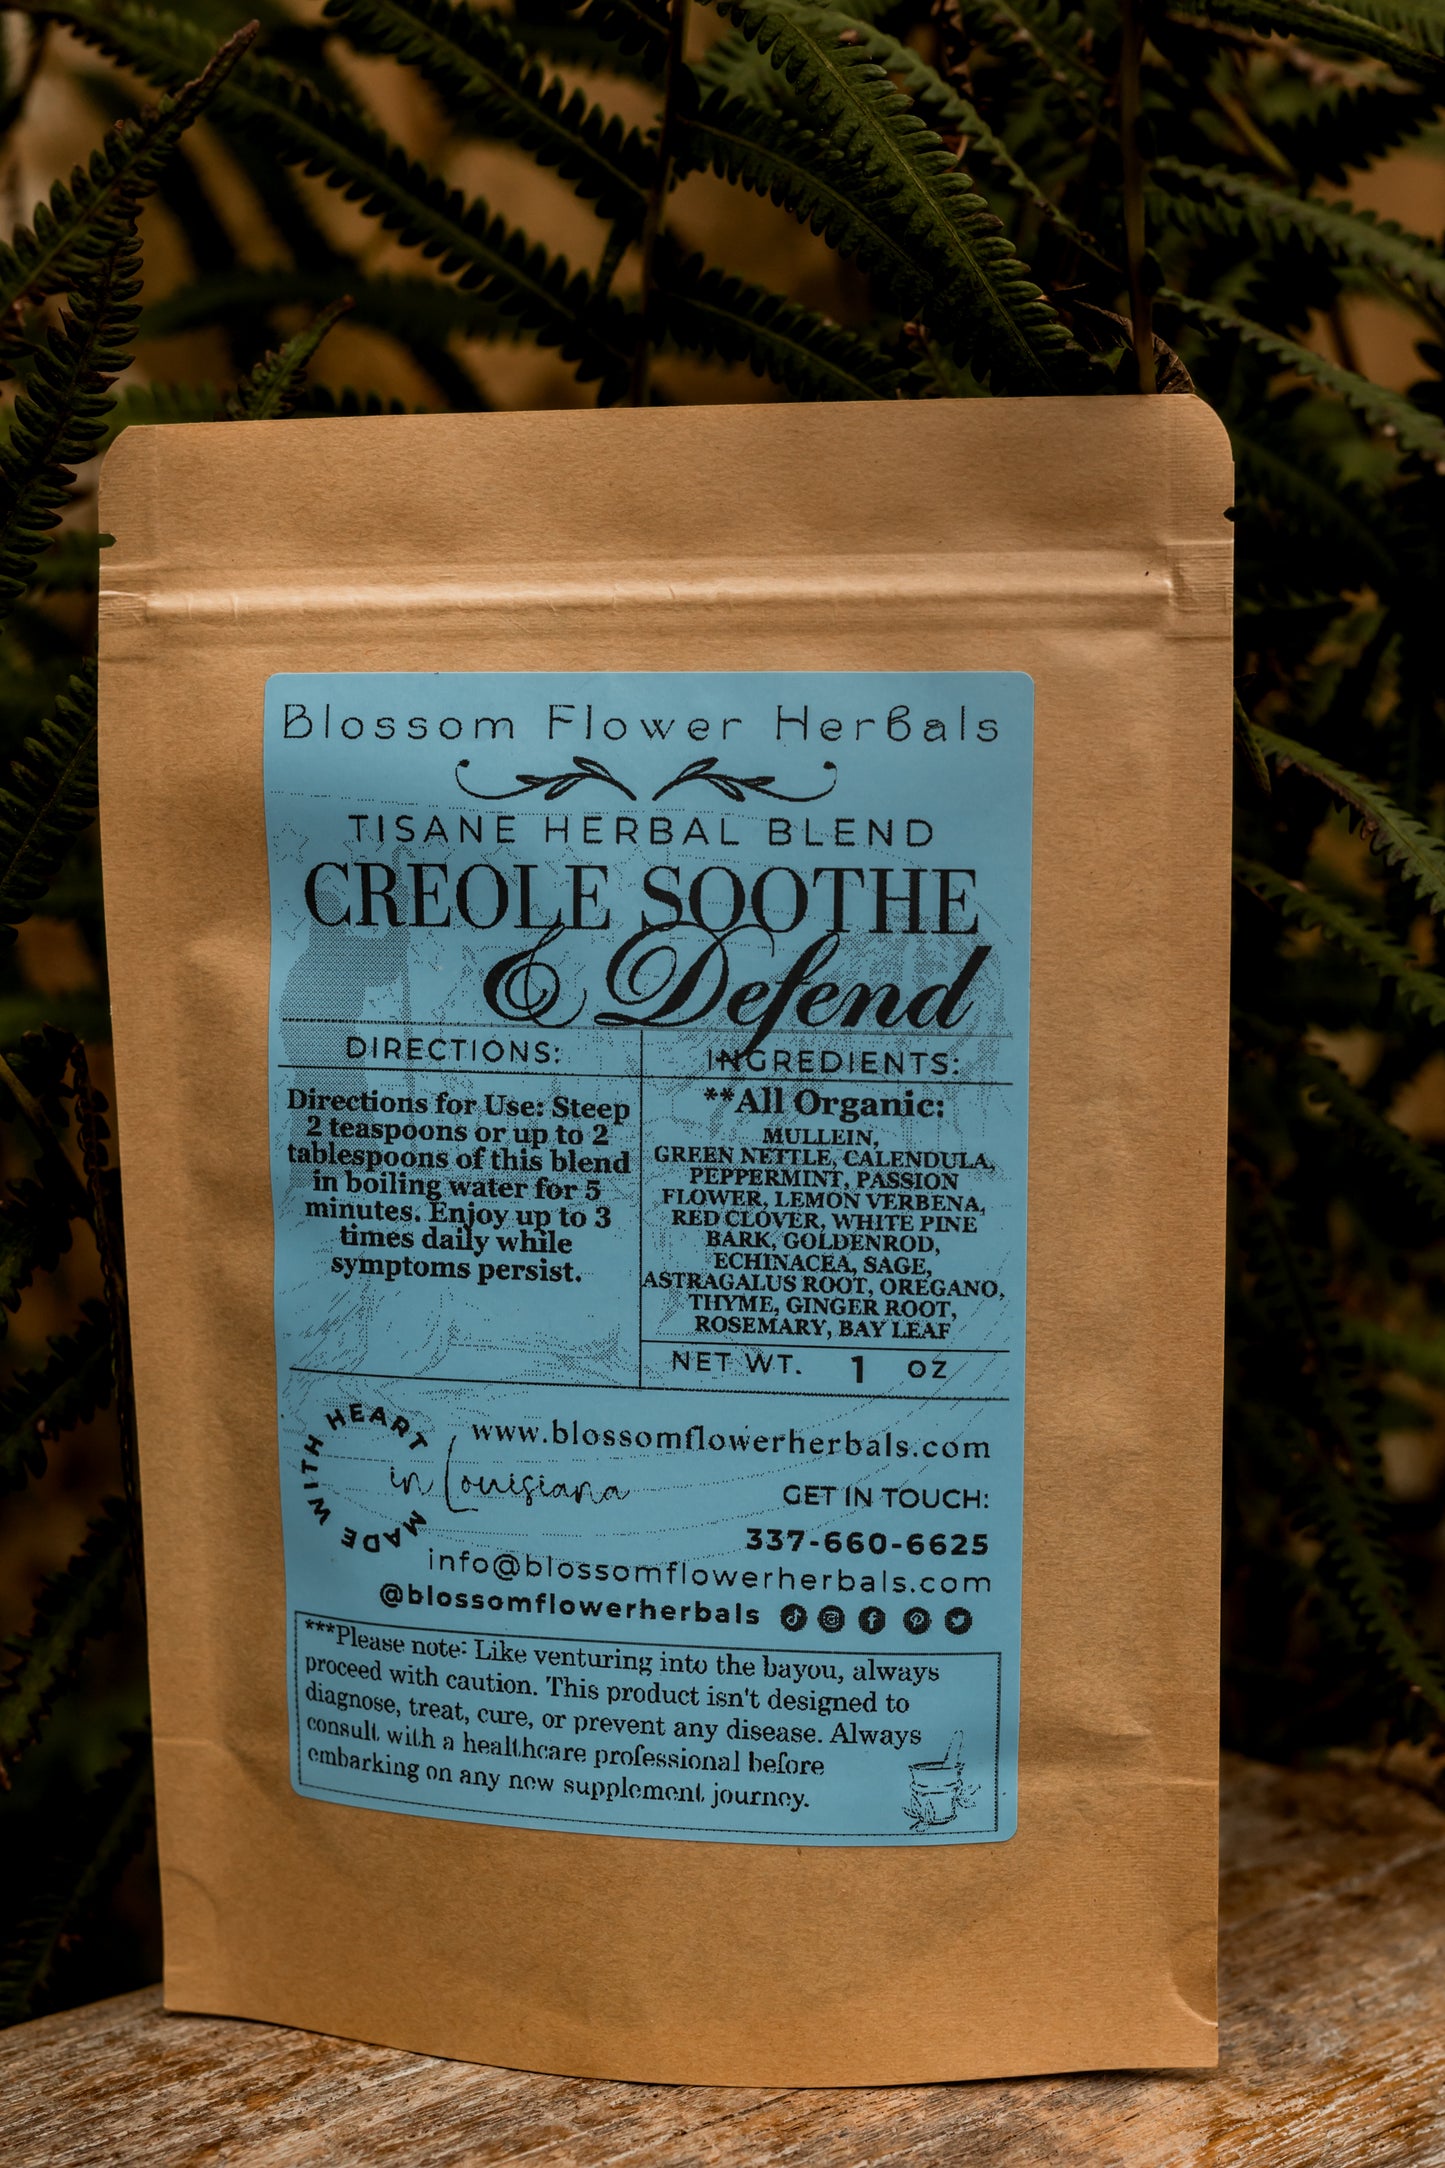 Blossom Flower Herbals
TISANE HERBAL BLEND
CREOLE SOOTHE
& Defend
DIRECTIONS:
Directions for Use: Steep
2 teaspoons or up to 2
tablespoons of this blend
in boiling water for 5
minutes. Enjoy up to 3
times daily while
symptoms persist.
INGREDIENTS:
**All Organic:
MULLEIN,
GREEN NETTLE, CALENDULA,
PEPPERMINT, PASSION
FLOWER, LEMON VERBENA,
RED CLOVER, WHITE PINE
BARK, GOLDENROD,
ECHINACEA, SAGE,
ASTRAGALUS ROOT, OREGANO,
THYME, GINGER ROOT,
ROSEMARY, BAY LEAF
NET WT. 1 OZ
MADE WITH HEART
in Louisiana
www.blossomflowerherbals.com
GET IN TOUCH:
337-660-6625
info@blossomflowerherbals.com
@blossomflowerherbals
***Please note: Like venturing into the bayou, always
proceed with caution. This product isn't designed to
diagnose, treat, cure, or prevent any disease. Always
consult with a healthcare professional before
embarking on any new supplement journey.